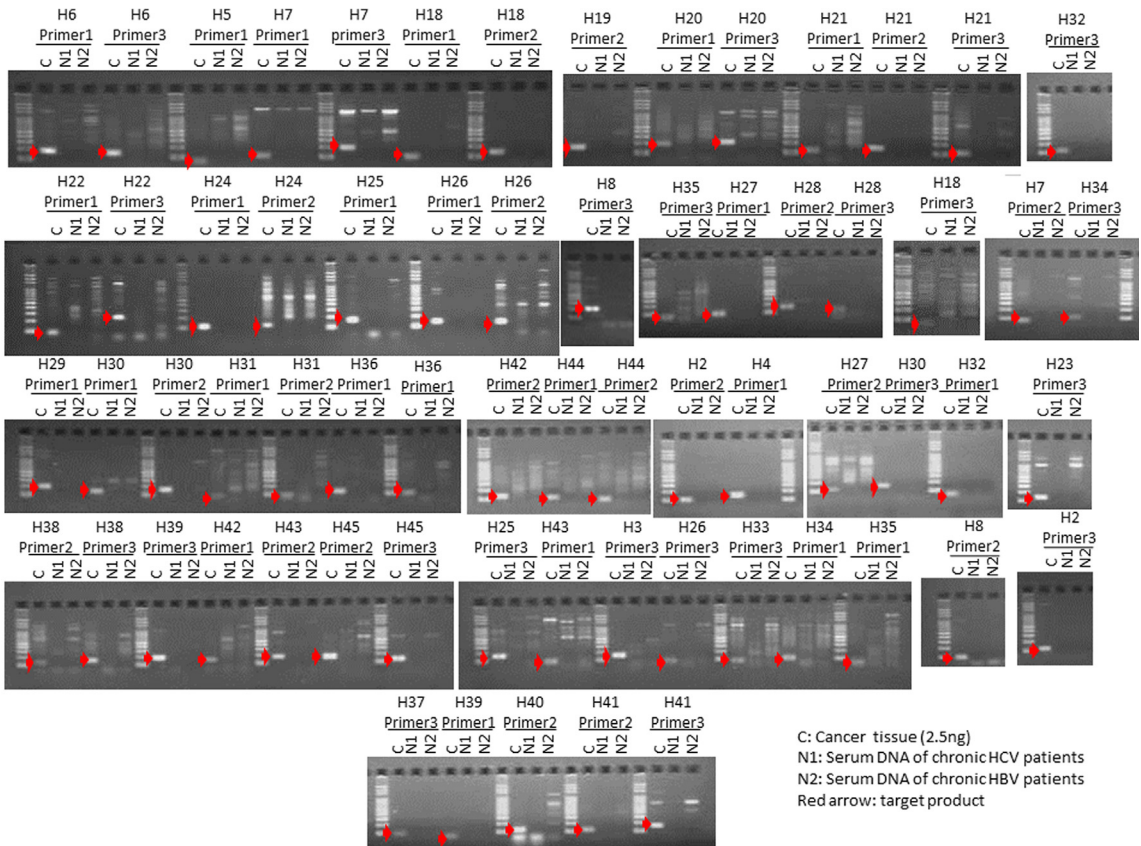 H6 H6 H5 H7 H7 H18 H18
Primer1 Primer3 Primer1 Primer1 primer3 Primer1 Primer2
C N1 N2 C N1 N2 C N1 N2 C N1 N2 C N1 N2 C N1 N2 C N1 N2
H19 H20 H20 H21 H21 H21
Primer2 Primer1 Primer3 Primer1 Primer2 Primer3
C N1 N2 C N1 N2 C N1 N2 C N1 N2 C N1 N2 C N1 N2
H32
Primer3
C N1 N2
H22 H22 H24 H24 H25 H26 H26
Primer1 Primer3 Primer1 Primer2 Primer1 Primer1 Primer2
C N1 N2 C N1 N2 C N1 N2 C N1 N2 C N1 N2 C N1 N2 C N1 N2
H8
Primer3
C N1 N2
H35 H27 H28 H28
Primer3 Primer1 Primer2 Primer3
C N1 N2 C N1 N2 C N1 N2 C N1 N2
H18
Primer3
C N1 N2
H7 H34
Primer2 Primer3
C N1 N2 C N1 N2
H29 H30 H30 H31 H31 H36 H36
Primer1 Primer1 Primer2 Primer1 Primer2 Primer1 Primer1
C N1 N2 C N1 N2 C N1 N2 C N1 N2 C N1 N2 C N1 N2 C N1 N2
H42 H44 H44
Primer2 Primer1 Primer2
C N1 N2 C N1 N2 C N1 N2
H2 H4
Primer2 Primer1
C N1 N2 C N1 N2
H27 H30 H32
Primer2 Primer3 Primer1
C N1 N2 C N1 N2 C N1 N2
H23
Primer3
C N1 N2
H38 H38 H39 H42 H43 H45 H45
Primer2 Primer3 Primer3 Primer1 Primer2 Primer2 Primer3
C N1 N2 C N1 N2 C N1 N2 C N1 N2 C N1 N2 C N1 N2 C N1 N2
H25 H43 H3 H26 H33 H34 H35
Primer3 Primer1 Primer3 Primer3 Primer3 Primer1 Primer1
C N1 N2 C N1 N2 C N1 N2 C N1 N2 C N1 N2 C N1 N2 C N1 N2
H8
Primer2
C N1 N2
H2
Primer3
C N1 N2
H37 H39 H40 H41 H41
Primer3 Primer1 Primer2 Primer2 Primer3
C N1 N2 C N1 N2 C N1 N2 C N1 N2 C N1 N2
C: Cancer tissue (2.5ng)
N1: Serum DNA of chronic HCV patients
N2: Serum DNA of chronic HBV patients
Red arrow: target product